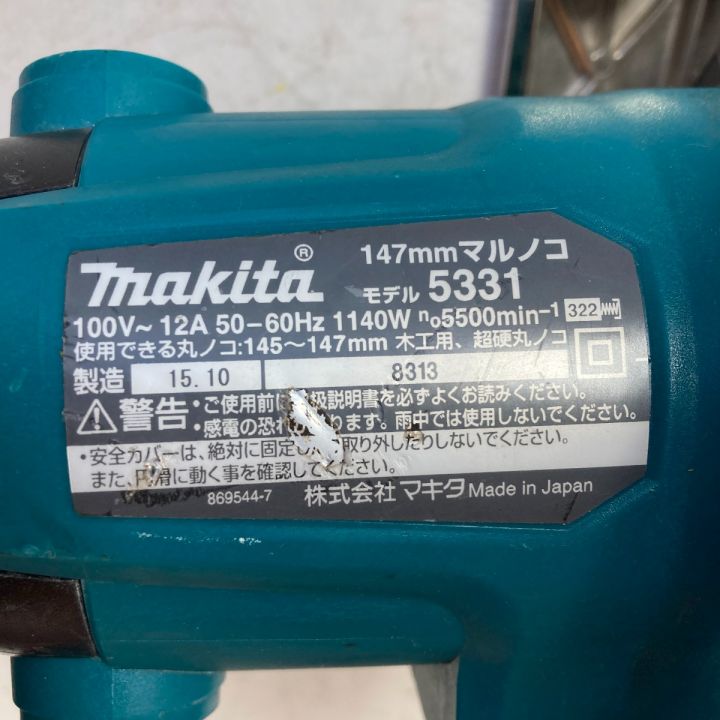 147mmマルノコ
makita®
モデル 5331
100V~ 12A 50-60Hz 1140W n₀5500min⁻¹ 322
使用できる丸ノコ:145~147mm 木工用、超硬丸ノコ
製造 15.10 8313
⚠警告 ・ご使用前に 扱説明書を必ずよくお読みください。
・感電の恐れ ります。雨中では使用しないでください。
・安全カバーは、絶対に固定し 取り外したりしないでください。
また、円滑に動く事を確認してください。
869544-7 株式会社 マキタ Made in Japan